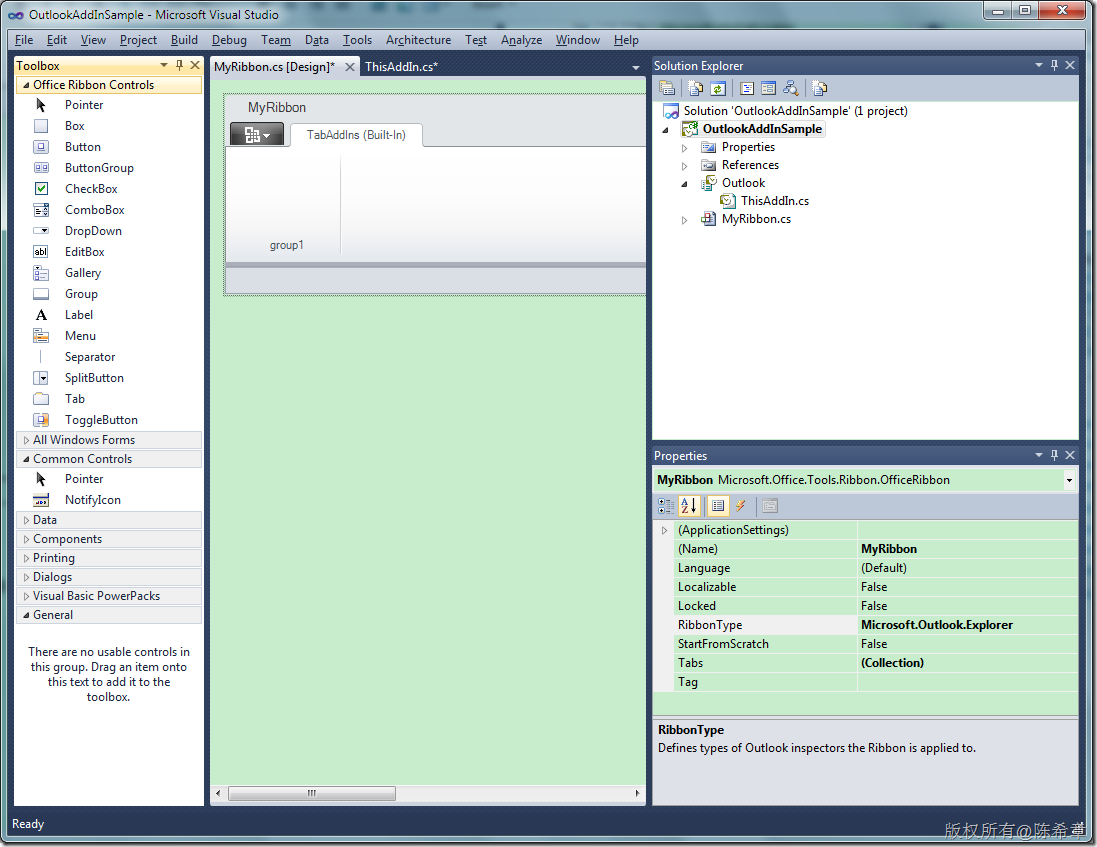 OutlookAddInSample - Microsoft Visual Studio
File Edit View Project Build Debug Team Data Tools Architecture Test Analyze Window Help
Toolbox
Office Ribbon Controls
Pointer
Box
Button
ButtonGroup
CheckBox
ComboBox
DropDown
abl EditBox
Gallery
Group
A Label
Menu
Separator
SplitButton
Tab
ToggleButton
All Windows Forms
Common Controls
Pointer
NotifyIcon
Data
Components
Printing
Dialogs
Visual Basic PowerPacks
General
There are no usable controls in
this group. Drag an item onto
this text to add it to the
toolbox.
MyRibbon.cs [Design]* ThisAddIn.cs*
MyRibbon
TabAddIns (Built-In)
group1
Solution Explorer
Solution 'OutlookAddInSample' (1 project)
OutlookAddInSample
Properties
References
Outlook
ThisAddIn.cs
MyRibbon.cs
Properties
MyRibbon Microsoft.Office.Tools.Ribbon.OfficeRibbon
(ApplicationSettings)
(Name) MyRibbon
Language (Default)
Localizable False
Locked False
RibbonType Microsoft.Outlook.Explorer
StartFromScratch False
Tabs (Collection)
Tag
RibbonType
Defines types of Outlook inspectors the Ribbon is applied to.
Ready
版权所有@陈希章